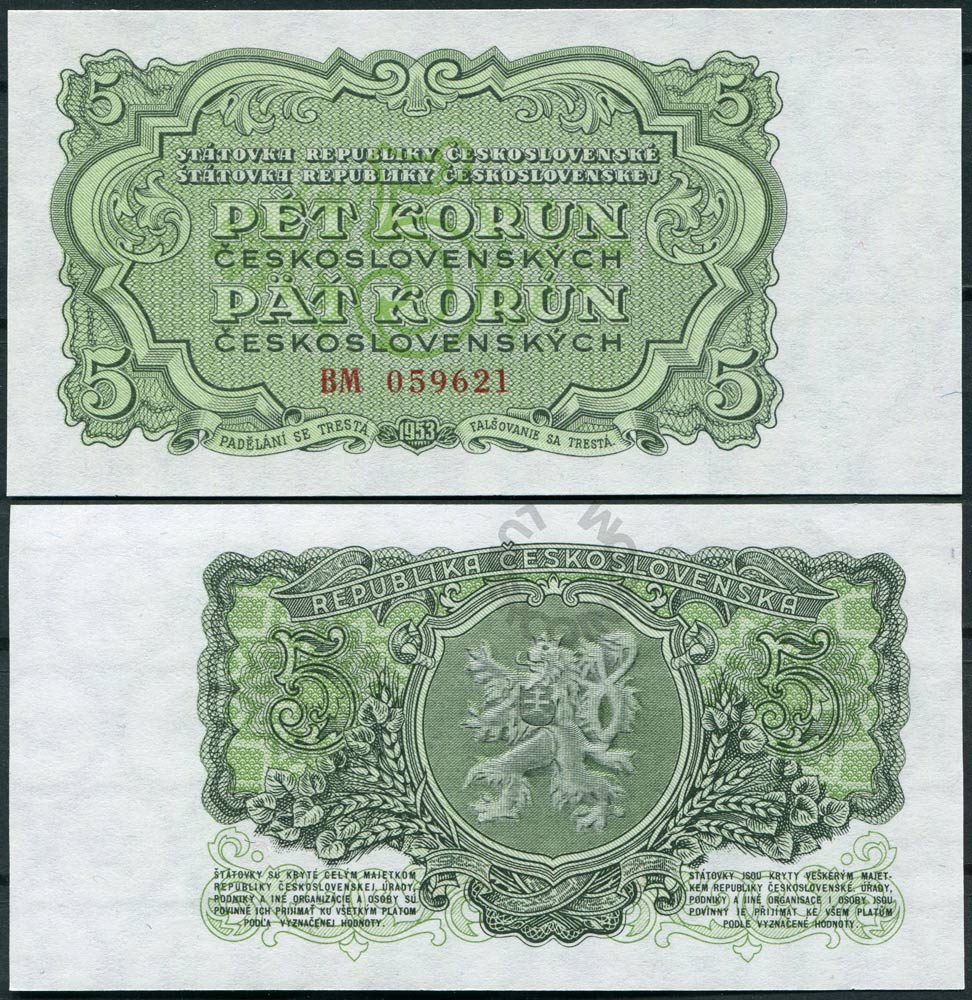 5 5
STÁTOVKA REPUBLIKY ČESKOSLOVENSKÉ
STÁTOVKA REPUBLIKY ČESKOSLOVENSKEJ
PĚT KORUN
ČESKOSLOVENSKÝCH
PÄŤ KORÚN
ČESKOSLOVENSKÝCH
BM 059621
5 5
PADĚLÁNÍ SE TRESTÁ 1953 FALŠOVANIE SA TRESTÁ
REPUBLIKA ČESKOSLOVENSKÁ
5 5
ŠTÁTOVKY SÚ KRYTÉ CELÝM MAJETKOM
REPUBLIKY ČESKOSLOVENSKEJ. ÚRADY,
PODNIKY A INÉ ORGANIZÁCIE A OSOBY SÚ
POVINNÉ ICH PRIJÍMAŤ KU VŠETKÝM PLATOM
PODĽA VYZNAČENEJ HODNOTY.
STÁTOVKY JSOU KRYTY VEŠKERÝM MAJET-
KEM REPUBLIKY ČESKOSLOVENSKÉ. ÚŘADY,
PODNIKY A JINÉ ORGANISACE I OSOBY JSOU
POVINNY JE PŘIJÍMAT KE VŠEM PLATŮM
PODLE VYZNAČENÉ HODNOTY.